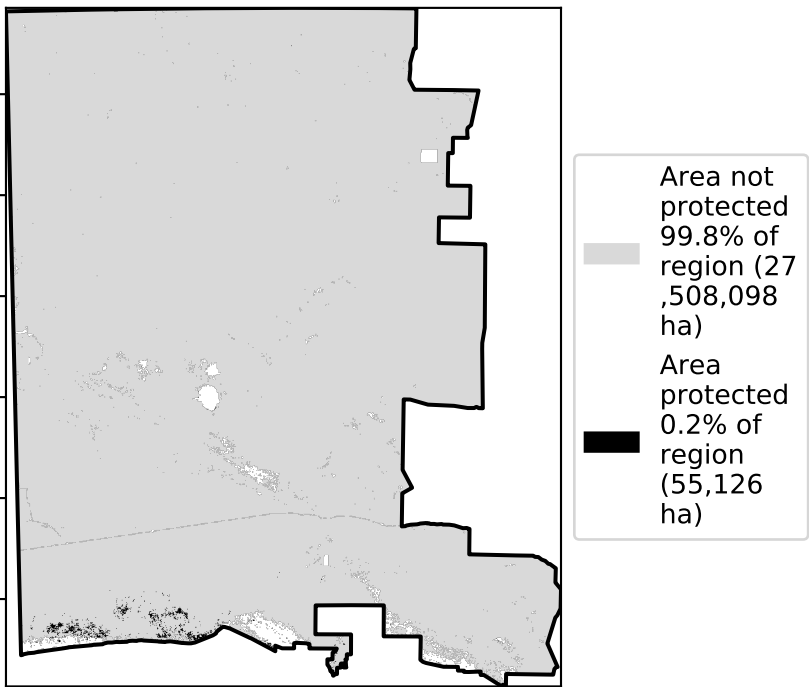 Area not
protected
99.8% of
region (27
,508,098
ha)
Area
protected
0.2% of
region
(55,126
ha)